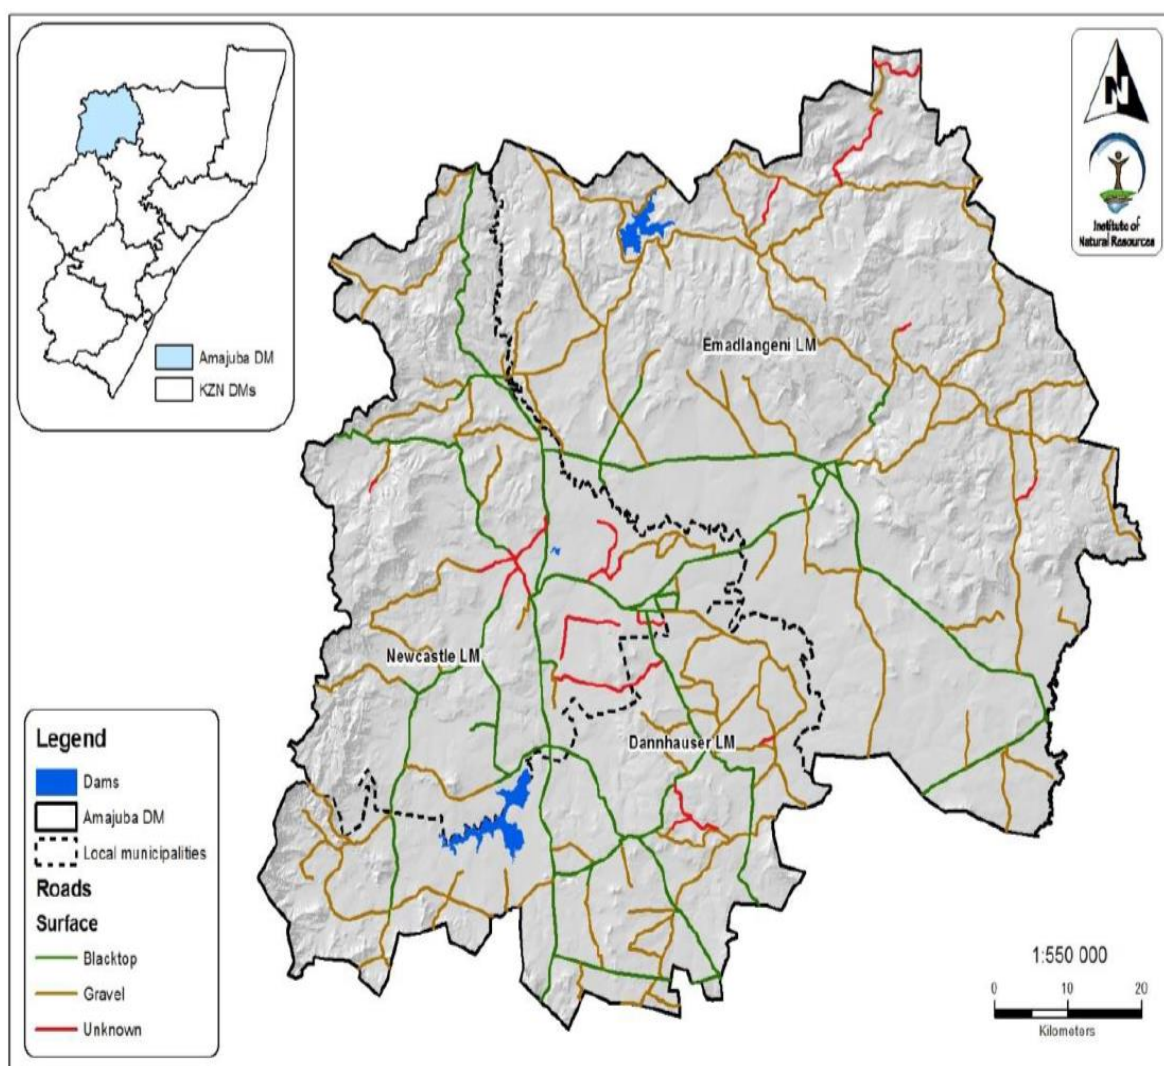 Amajuba DM
KZN DMs
N
Institute of
Natural Resources
Emadlangeni LM
Newcastle LM
Dannhauser LM
Legend
Dams
Amajuba DM
Local municipalities
Roads
Surface
Blacktop
Gravel
Unknown
1:550 000
0 10 20
Kilometers